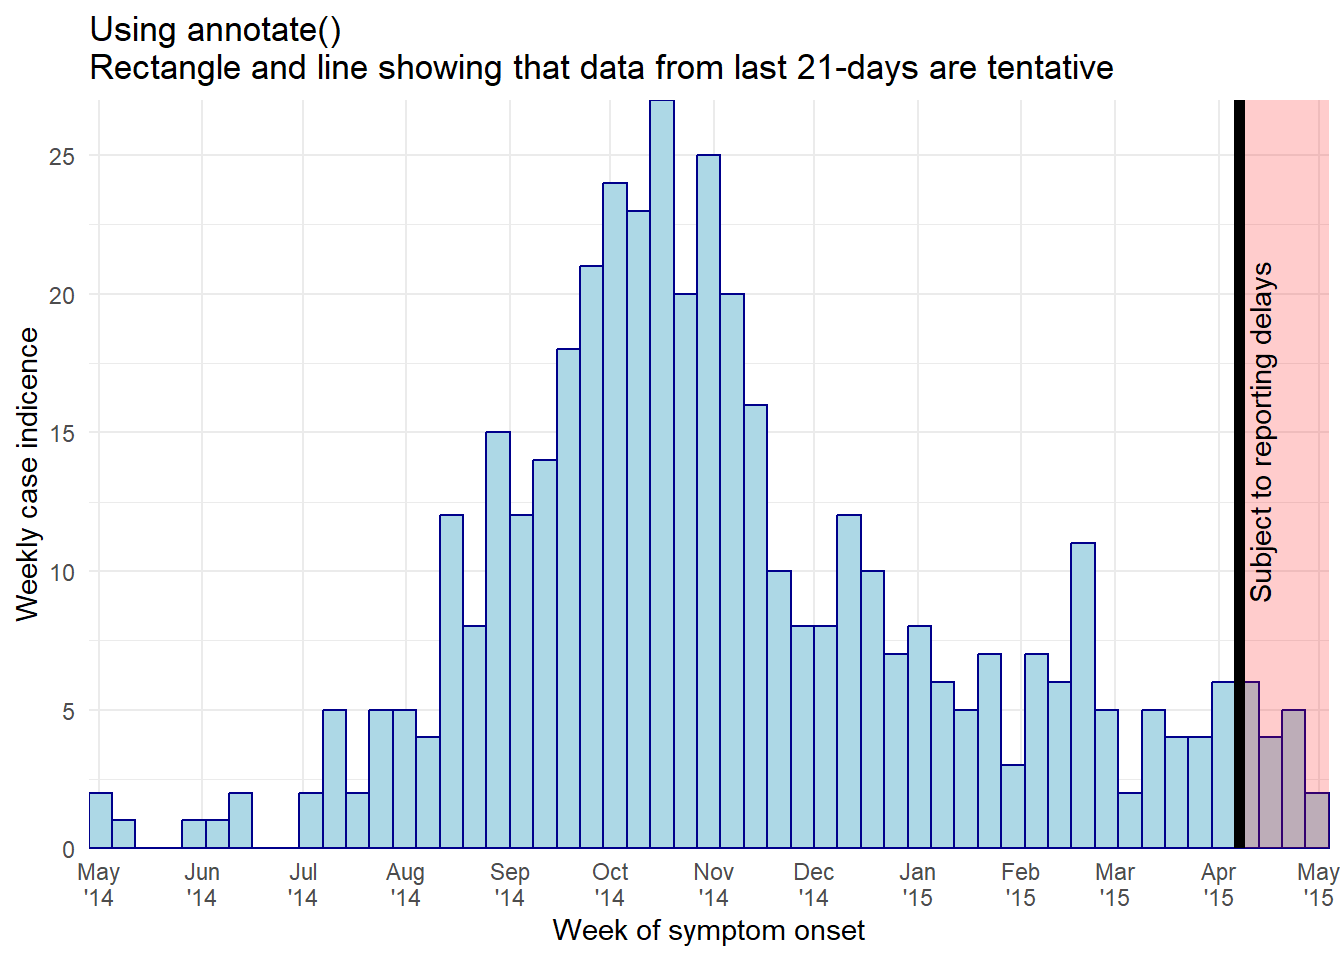 Using annotate()
Rectangle and line showing that data from last 21-days are tentative
Weekly case indicence
25
20
15
10
5
0
Subject to reporting delays
May Jun Jul Aug Sep Oct Nov Dec Jan Feb Mar Apr May
'14 '14 '14 '14 '14 '14 '14 '14 '15 '15 '15 '15 '15
Week of symptom onset